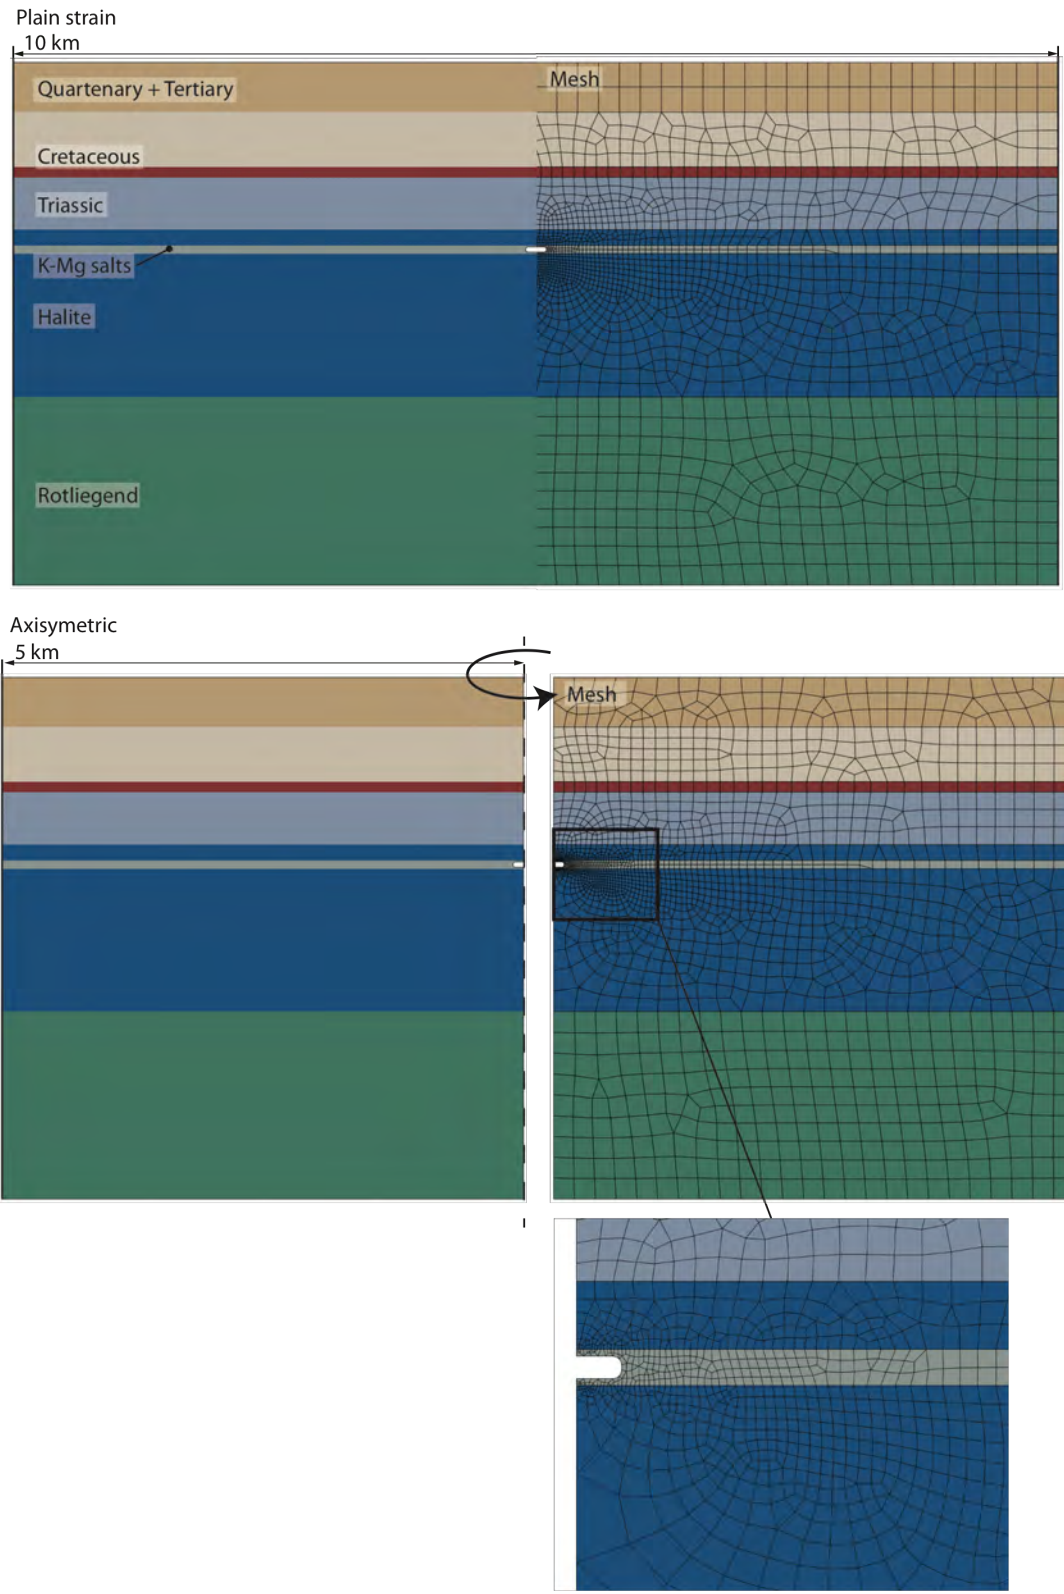 Plain strain
10 km
Quartenary + Tertiary
Mesh
Cretaceous
Triassic
K-Mg salts
Halite
Rotliegend
Axisymetric
5 km
Mesh